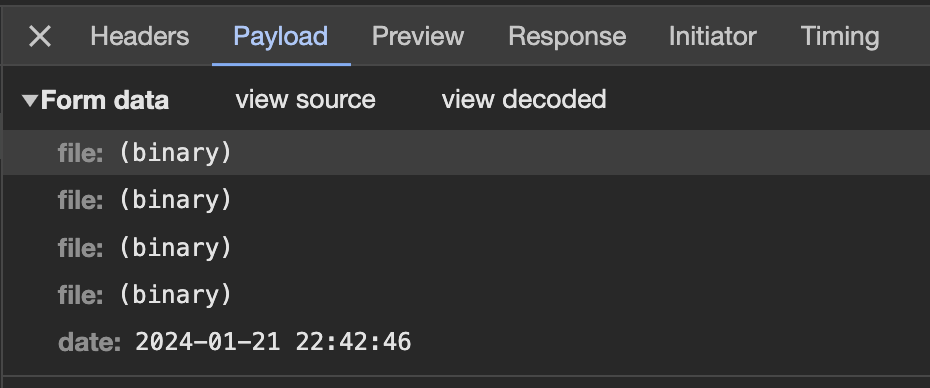 Headers Payload Preview Response Initiator Timing
Form data view source view decoded
file: (binary)
file: (binary)
file: (binary)
file: (binary)
date: 2024-01-21 22:42:46